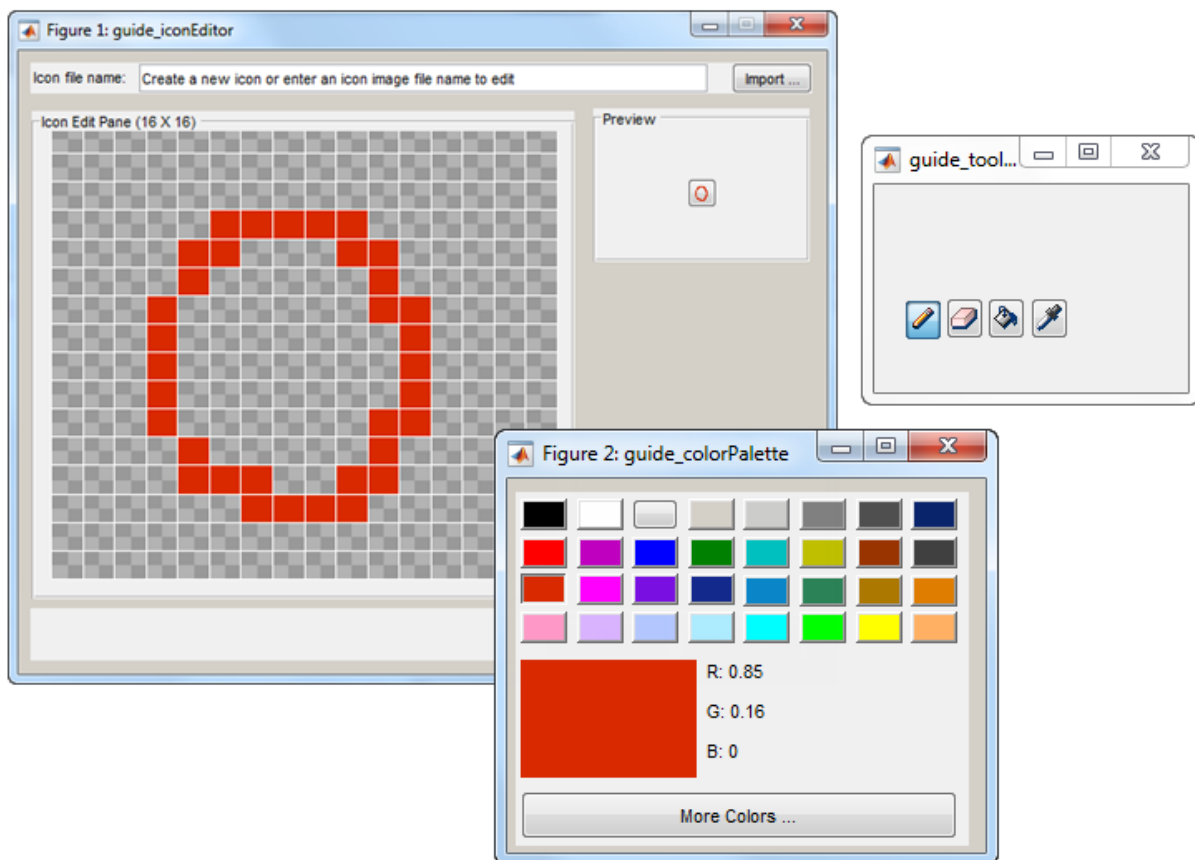 Figure 1: guide_iconEditor
Icon file name: Create a new icon or enter an icon image file name to edit Import ...
Icon Edit Pane (16 X 16)
Preview
guide_tool...
Figure 2: guide_colorPalette
R: 0.85
G: 0.16
B: 0
More Colors ...